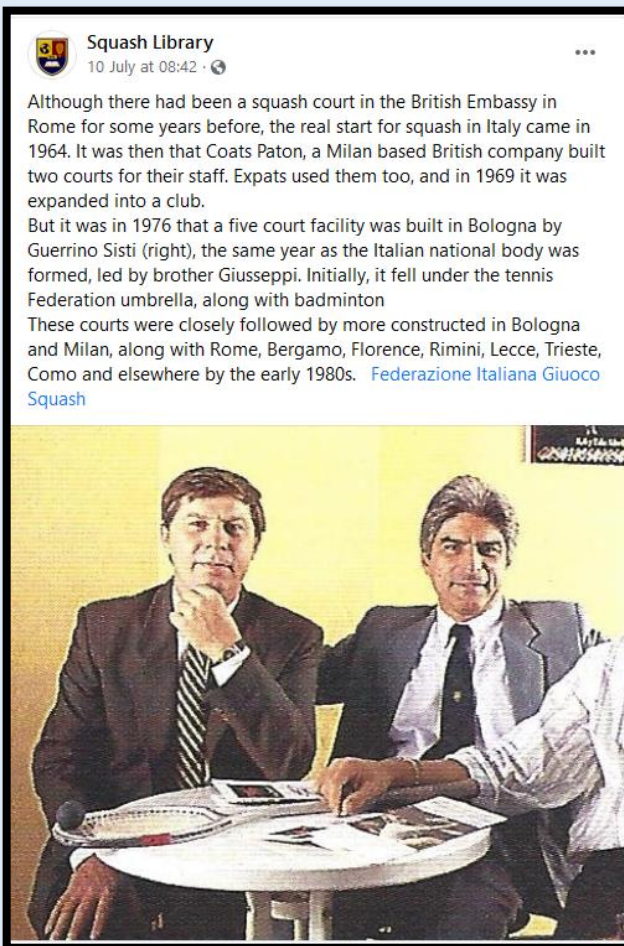 Squash Library
10 July at 08:42 ·
Although there had been a squash court in the British Embassy in
Rome for some years before, the real start for squash in Italy came in
1964. It was then that Coats Paton, a Milan based British company built
two courts for their staff. Expats used them too, and in 1969 it was
expanded into a club.
But it was in 1976 that a five court facility was built in Bologna by
Guerrino Sisti (right), the same year as the Italian national body was
formed, led by brother Giusseppi. Initially, it fell under the tennis
Federation umbrella, along with badminton
These courts were closely followed by more constructed in Bologna
and Milan, along with Rome, Bergamo, Florence, Rimini, Lecce, Trieste,
Como and elsewhere by the early 1980s. Federazione Italiana Giuoco
Squash